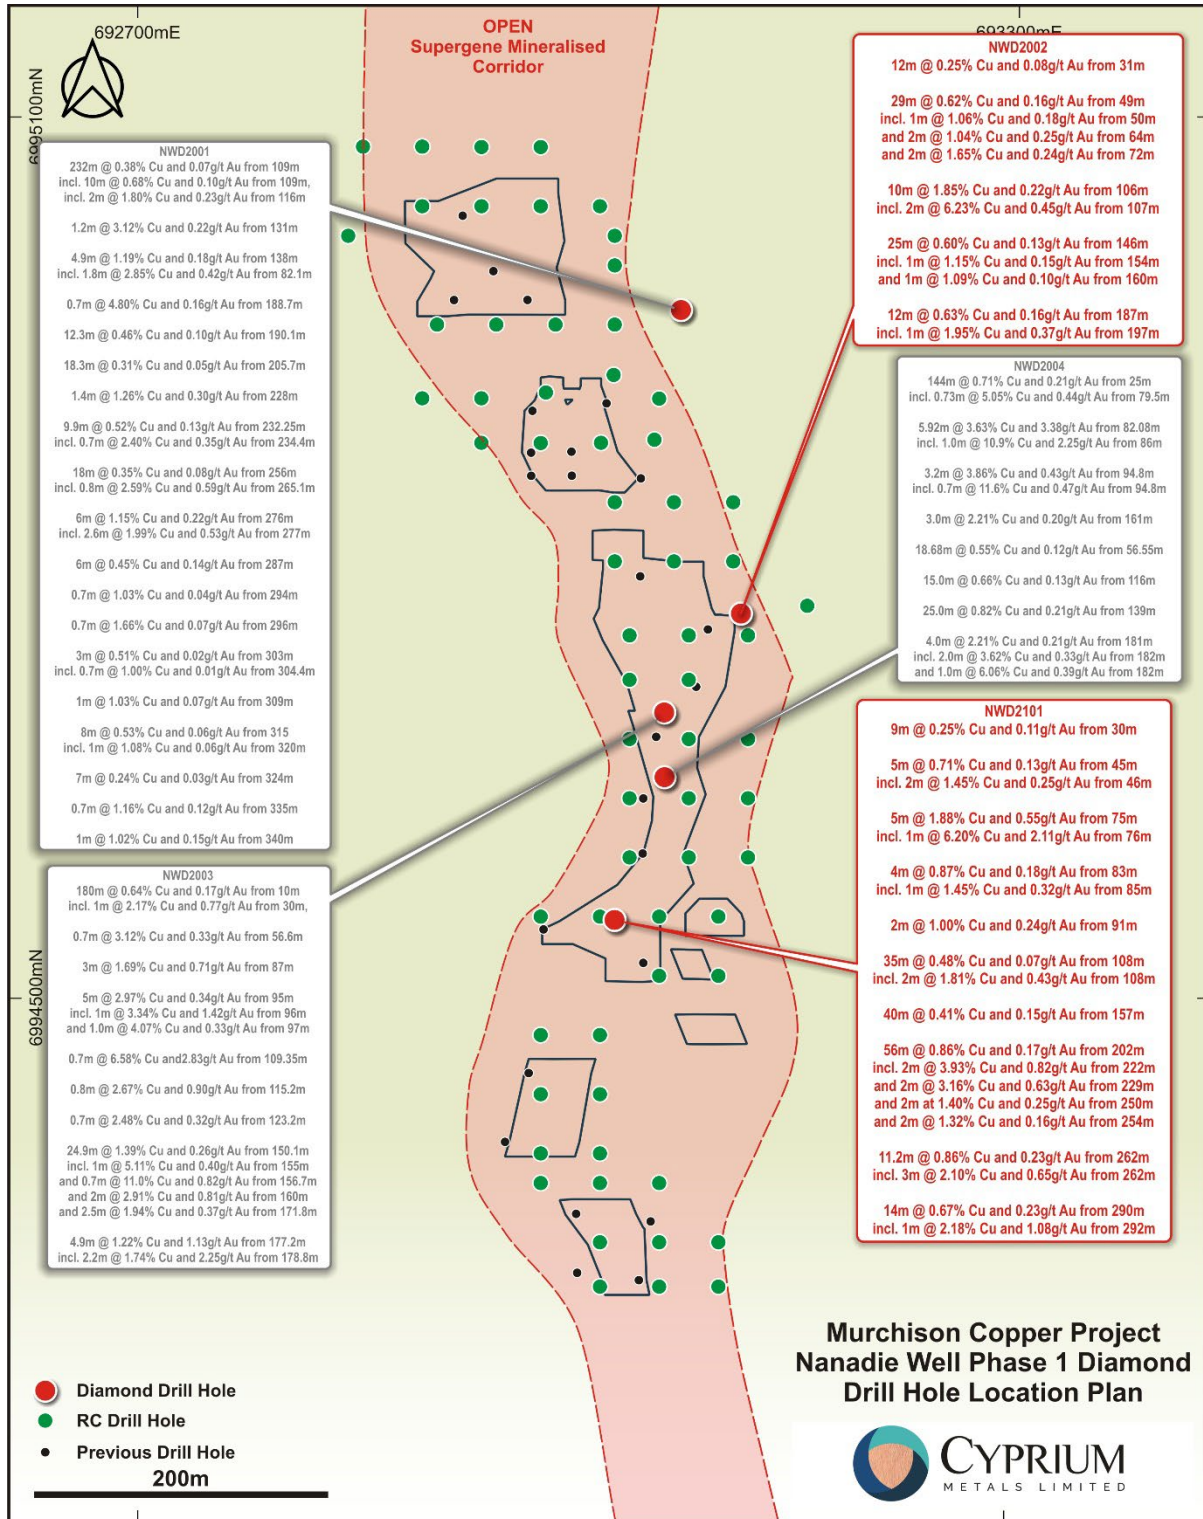 692700mE
693300mE
OPEN
Supergene Mineralised
Corridor
6995100mN
6994500mN
NWD2001
232m @ 0.38% Cu and 0.07g/t Au from 109m
incl. 10m @ 0.68% Cu and 0.10g/t Au from 109m,
incl. 2m @ 1.80% Cu and 0.23g/t Au from 116m
1.2m @ 3.12% Cu and 0.22g/t Au from 131m
4.9m @ 1.19% Cu and 0.18g/t Au from 138m
incl. 1.8m @ 2.85% Cu and 0.42g/t Au from 82.1m
0.7m @ 4.80% Cu and 0.16g/t Au from 188.7m
12.3m @ 0.46% Cu and 0.10g/t Au from 190.1m
18.3m @ 0.31% Cu and 0.05g/t Au from 205.7m
1.4m @ 1.26% Cu and 0.30g/t Au from 228m
9.9m @ 0.52% Cu and 0.13g/t Au from 232.25m
incl. 0.7m @ 2.40% Cu and 0.35g/t Au from 234.4m
18m @ 0.35% Cu and 0.08g/t Au from 256m
incl. 0.8m @ 2.59% Cu and 0.59g/t Au from 265.1m
6m @ 1.15% Cu and 0.22g/t Au from 276m
incl. 2.6m @ 1.99% Cu and 0.53g/t Au from 277m
6m @ 0.45% Cu and 0.14g/t Au from 287m
0.7m @ 1.03% Cu and 0.04g/t Au from 294m
0.7m @ 1.66% Cu and 0.07g/t Au from 296m
3m @ 0.51% Cu and 0.02g/t Au from 303m
incl. 0.7m @ 1.00% Cu and 0.01g/t Au from 304.4m
1m @ 1.03% Cu and 0.07g/t Au from 309m
8m @ 0.53% Cu and 0.06g/t Au from 315
incl. 1m @ 1.08% Cu and 0.06g/t Au from 320m
7m @ 0.24% Cu and 0.03g/t Au from 324m
0.7m @ 1.16% Cu and 0.12g/t Au from 335m
1m @ 1.02% Cu and 0.15g/t Au from 340m
NWD2003
180m @ 0.64% Cu and 0.17g/t Au from 10m
incl. 1m @ 2.17% Cu and 0.77g/t Au from 30m,
0.7m @ 3.12% Cu and 0.33g/t Au from 56.6m
3m @ 1.69% Cu and 0.71g/t Au from 87m
5m @ 2.97% Cu and 0.34g/t Au from 95m
incl. 1m @ 3.34% Cu and 1.42g/t Au from 96m
and 1.0m @ 4.07% Cu and 0.33g/t Au from 97m
0.7m @ 6.58% Cu and2.83g/t Au from 109.35m
0.8m @ 2.67% Cu and 0.90g/t Au from 115.2m
0.7m @ 2.48% Cu and 0.32g/t Au from 123.2m
24.9m @ 1.39% Cu and 0.26g/t Au from 150.1m
incl. 1m @ 5.11% Cu and 0.40g/t Au from 155m
and 0.7m @ 11.0% Cu and 0.82g/t Au from 156.7m
and 2m @ 2.91% Cu and 0.81g/t Au from 160m
and 2.5m @ 1.94% Cu and 0.37g/t Au from 171.8m
4.9m @ 1.22% Cu and 1.13g/t Au from 177.2m
incl. 2.2m @ 1.74% Cu and 2.25g/t Au from 178.8m
NWD2002
12m @ 0.25% Cu and 0.08g/t Au from 31m
29m @ 0.62% Cu and 0.16g/t Au from 49m
incl. 1m @ 1.06% Cu and 0.18g/t Au from 50m
and 2m @ 1.04% Cu and 0.25g/t Au from 64m
and 2m @ 1.65% Cu and 0.24g/t Au from 72m
10m @ 1.85% Cu and 0.22g/t Au from 106m
incl. 2m @ 6.23% Cu and 0.45g/t Au from 107m
25m @ 0.60% Cu and 0.13g/t Au from 146m
incl. 1m @ 1.15% Cu and 0.15g/t Au from 154m
and 1m @ 1.09% Cu and 0.10g/t Au from 160m
12m @ 0.63% Cu and 0.16g/t Au from 187m
incl. 1m @ 1.95% Cu and 0.37g/t Au from 197m
NWD2004
144m @ 0.71% Cu and 0.21g/t Au from 25m
incl. 0.73m @ 5.05% Cu and 0.44g/t Au from 79.5m
5.92m @ 3.63% Cu and 3.38g/t Au from 82.08m
incl. 1.0m @ 10.9% Cu and 2.25g/t Au from 86m
3.2m @ 3.86% Cu and 0.43g/t Au from 94.8m
incl. 0.7m @ 11.6% Cu and 0.47g/t Au from 94.8m
3.0m @ 2.21% Cu and 0.20g/t Au from 161m
18.68m @ 0.55% Cu and 0.12g/t Au from 56.55m
15.0m @ 0.66% Cu and 0.13g/t Au from 116m
25.0m @ 0.82% Cu and 0.21g/t Au from 139m
4.0m @ 2.21% Cu and 0.21g/t Au from 181m
incl. 2.0m @ 3.62% Cu and 0.33g/t Au from 182m
and 1.0m @ 6.06% Cu and 0.39g/t Au from 182m
NWD2101
9m @ 0.25% Cu and 0.11g/t Au from 30m
5m @ 0.71% Cu and 0.13g/t Au from 45m
incl. 2m @ 1.45% Cu and 0.25g/t Au from 46m
5m @ 1.88% Cu and 0.55g/t Au from 75m
incl. 1m @ 6.20% Cu and 2.11g/t Au from 76m
4m @ 0.87% Cu and 0.18g/t Au from 83m
incl. 1m @ 1.45% Cu and 0.32g/t Au from 85m
2m @ 1.00% Cu and 0.24g/t Au from 91m
35m @ 0.48% Cu and 0.07g/t Au from 108m
incl. 2m @ 1.81% Cu and 0.43g/t Au from 108m
40m @ 0.41% Cu and 0.15g/t Au from 157m
56m @ 0.86% Cu and 0.17g/t Au from 202m
incl. 2m @ 3.93% Cu and 0.82g/t Au from 222m
and 2m @ 3.16% Cu and 0.63g/t Au from 229m
and 2m at 1.40% Cu and 0.25g/t Au from 250m
and 2m @ 1.32% Cu and 0.16g/t Au from 254m
11.2m @ 0.86% Cu and 0.23g/t Au from 262m
incl. 3m @ 2.10% Cu and 0.65g/t Au from 262m
14m @ 0.67% Cu and 0.23g/t Au from 290m
incl. 1m @ 2.18% Cu and 1.08g/t Au from 292m
Diamond Drill Hole
RC Drill Hole
Previous Drill Hole
200m
Murchison Copper Project
Nanadie Well Phase 1 Diamond
Drill Hole Location Plan
CYPRIUM
METALS LIMITED